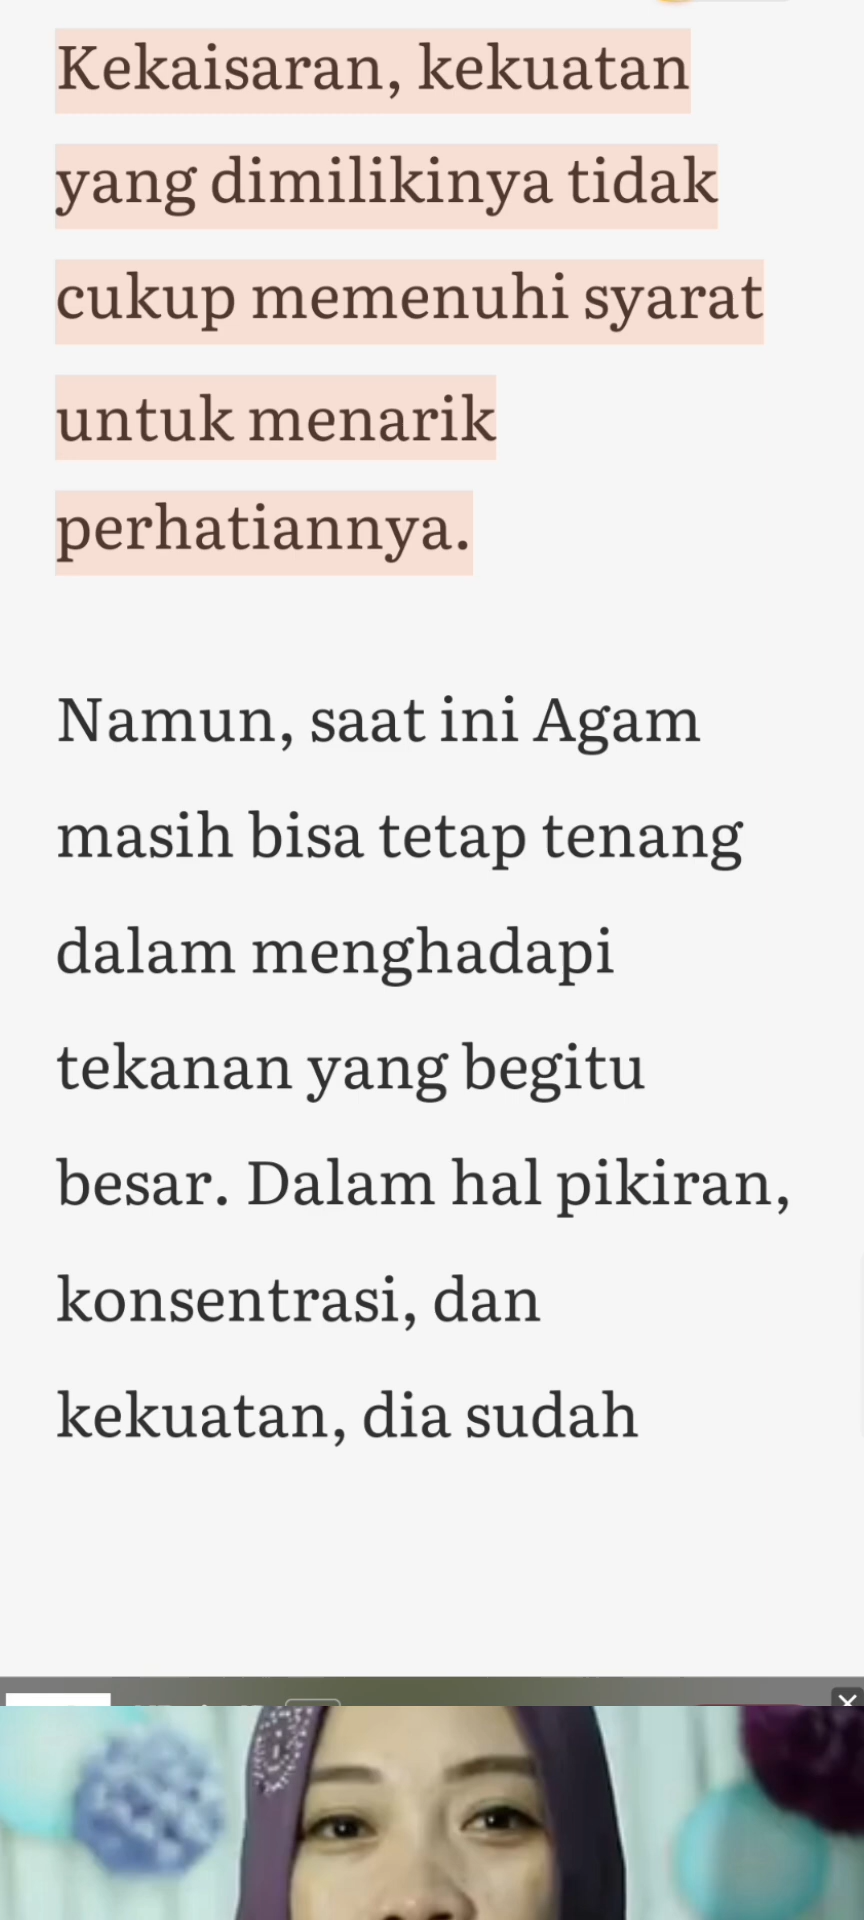 Kekaisaran, kekuatan
yang dimilikinya tidak
cukup memenuhi syarat
untuk menarik
perhatiannya.
Namun, saat ini Agam
masih bisa tetap tenang
dalam menghadapi
tekanan yang begitu
besar. Dalam hal pikiran,
konsentrasi, dan
kekuatan, dia sudah